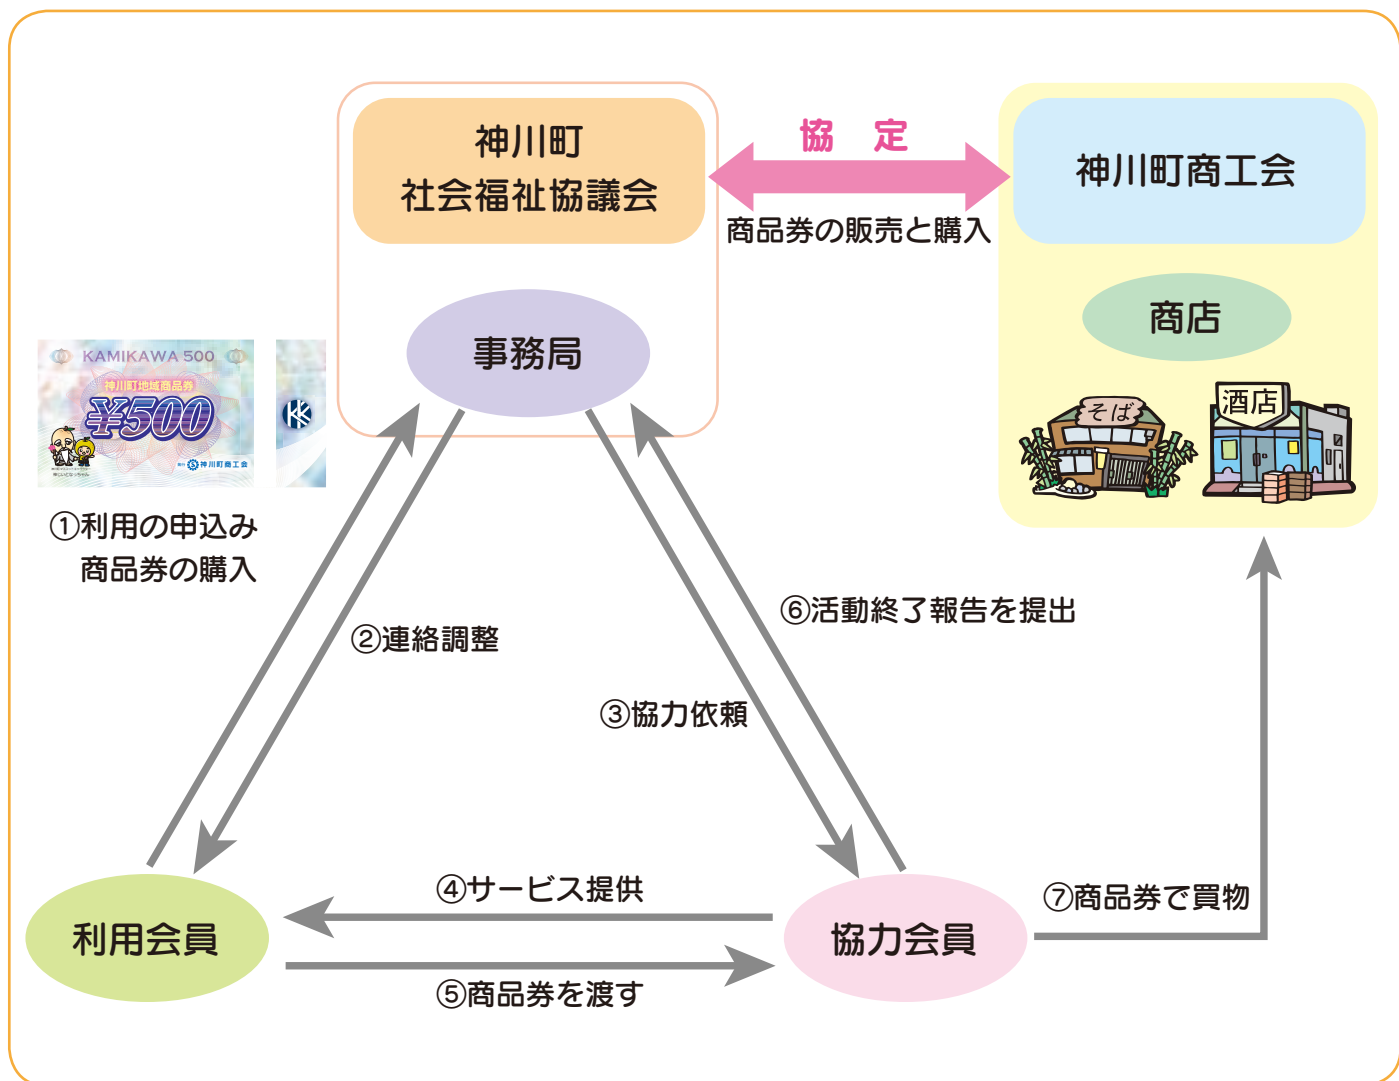 神川町
社会福祉協議会
協 定
商品券の販売と購入
神川町商工会
事務局
商店
そば
酒店
KAMIKAWA 500
神川町地域商品券
¥500
神川町商工会
①利用の申込み
商品券の購入
②連絡調整
③協力依頼
⑥活動終了報告を提出
④サービス提供
⑤商品券を渡す
⑦商品券で買物
利用会員
協力会員